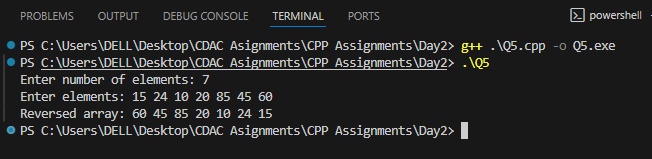 PROBLEMS OUTPUT DEBUG CONSOLE TERMINAL PORTS powershell
PS C:\Users\DELL\Desktop\CDAC Asignments\CPP Assignments\Day2> g++ .\Q5.cpp -o Q5.exe
PS C:\Users\DELL\Desktop\CDAC Asignments\CPP Assignments\Day2> .\Q5
Enter number of elements: 7
Enter elements: 15 24 10 20 85 45 60
Reversed array: 60 45 85 20 10 24 15
PS C:\Users\DELL\Desktop\CDAC Asignments\CPP Assignments\Day2>